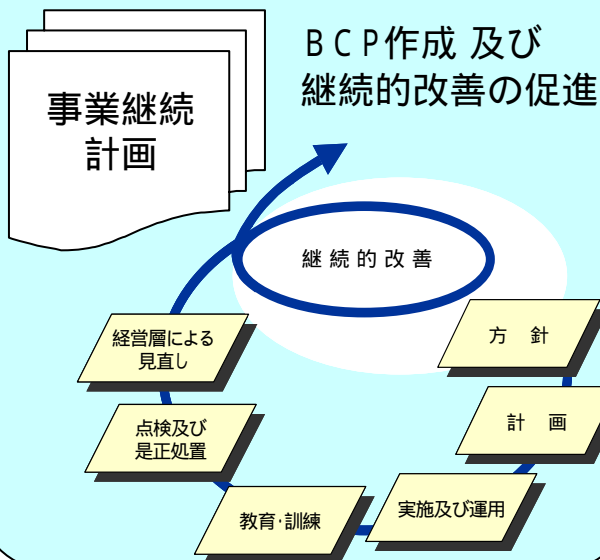 BCP作成 及び
継続的改善の促進
事業継続
計画
継続的改善
経営層による
見直し
方 針
点検及び
是正処置
計 画
教育･訓練
実施及び運用